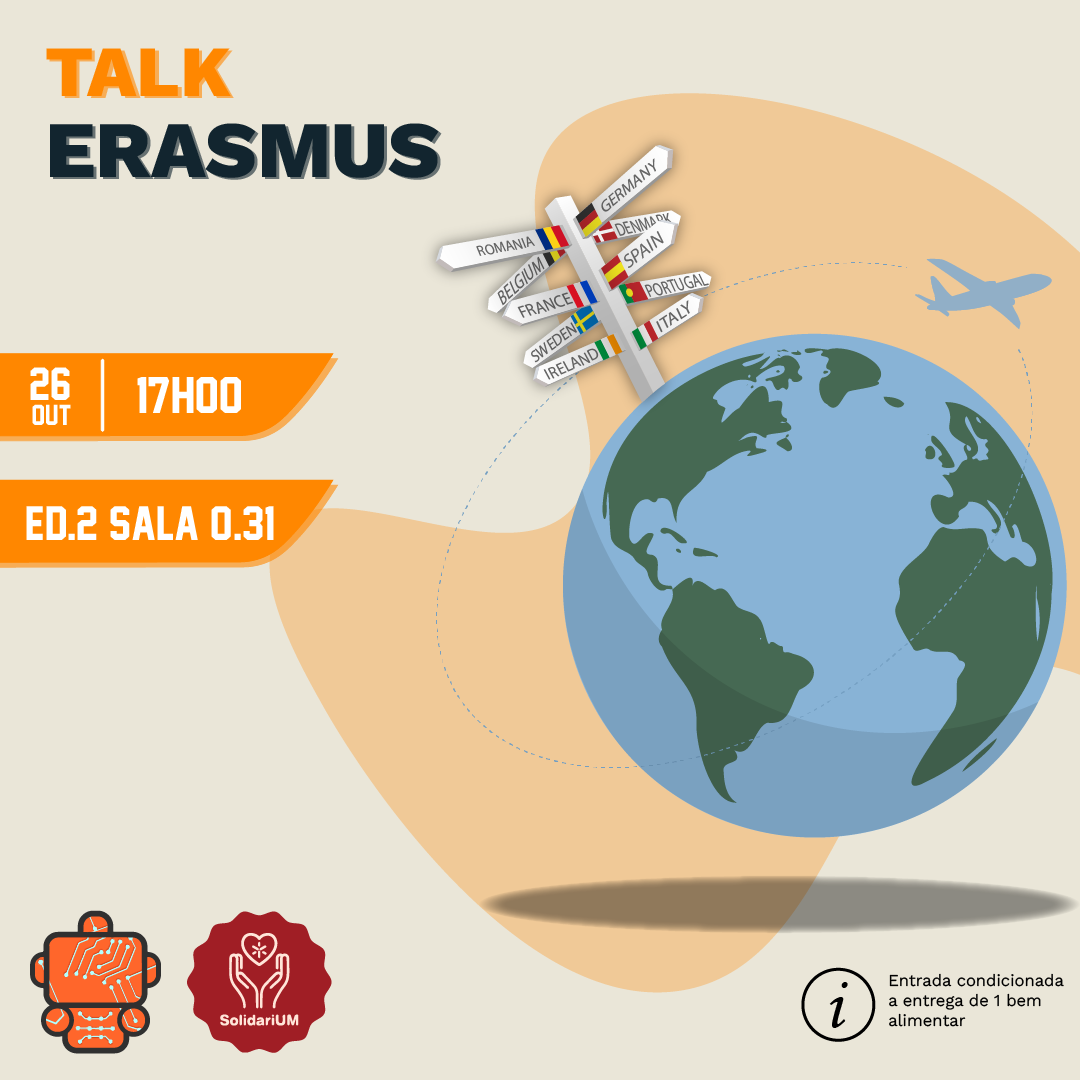 TALK
ERASMUS
GERMANY
DENMARK
ROMANIA
SPAIN
BELGIUM
PORTUGAL
FRANCE
ITALY
SWEDEN
IRELAND
26
OUT
17H00
ED.2 SALA 0.31
SolidariUM
i
Entrada condicionada
a entrega de 1 bem
alimentar